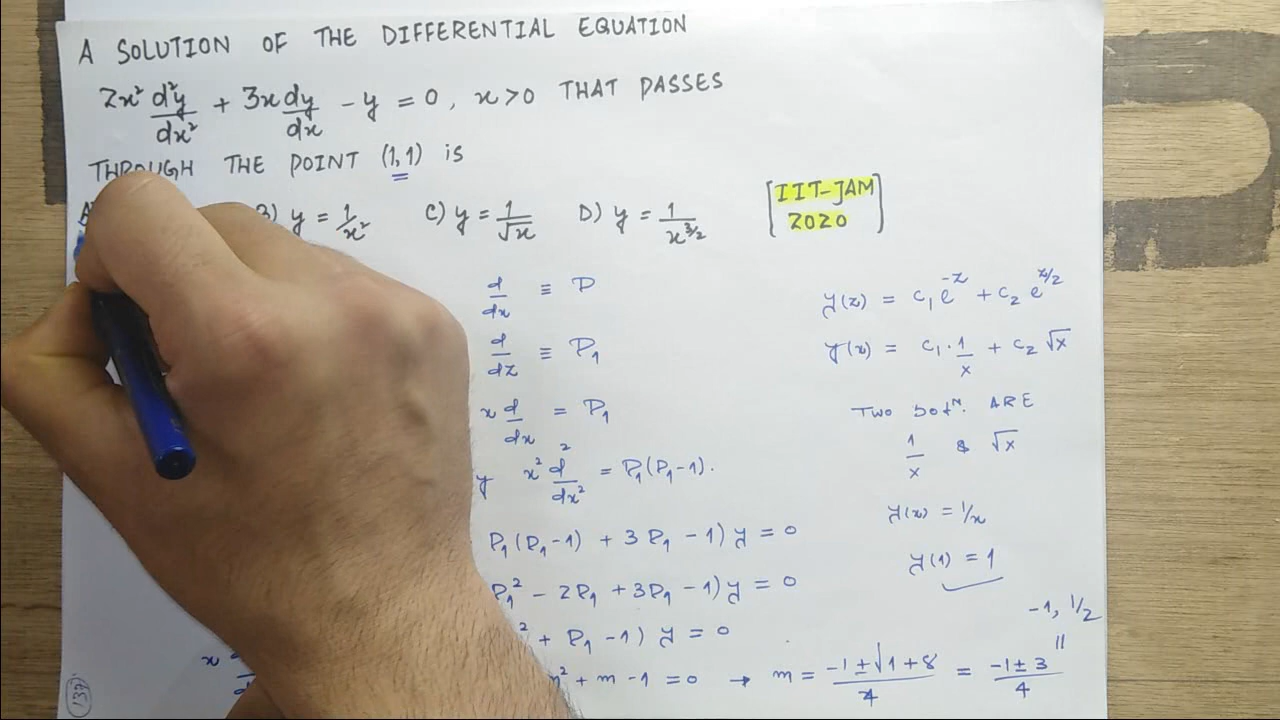 A SOLUTION OF THE DIFFERENTIAL EQUATION
2x² d²y/dx² + 3x dy/dx - y = 0, x>0 THAT PASSES
THROUGH THE POINT (1,1) is
B) y = 1/x² C) y = 1/√x D) y = 1/x^3/2
[IIT-JAM
2020]
d/dx ≡ D
d/dz ≡ D₁
x d/dx = D₁
y x² d²/dx² = D₁(D₁-1).
D₁(D₁-1) + 3D₁ - 1) y = 0
D₁² - 2D₁ + 3D₁ - 1) y = 0
² + D₁ - 1) y = 0
m² + m - 1 = 0 → m = -1 ± √1+8/4 = -1 ± 3/4
y(z) = c₁e^-z + c₂e^z/2
y(x) = c₁·1/x + c₂√x
TWO SOLᴺ. ARE
1/x & √x
y(x) = 1/x
y(1) = 1
-1, 1/2
x
137